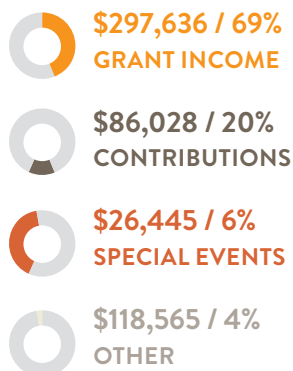 $297,636 / 69%
GRANT INCOME
$86,028 / 20%
CONTRIBUTIONS
$26,445 / 6%
SPECIAL EVENTS
$118,565 / 4%
OTHER